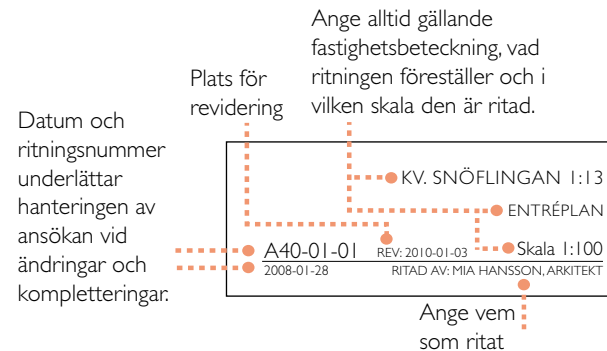 Ange alltid gällande
fastighetsbeteckning, vad
ritningen föreställer och i
vilken skala den är ritad.
Plats för
revidering
Datum och
ritningsnummer
underlättar
hanteringen av
ansökan vid
ändringar och
kompletteringar.
KV. SNÖFLINGAN 1:13
ENTRÉPLAN
A40-01-01
REV: 2010-01-03
Skala 1:100
2008-01-28
RITAD AV: MIA HANSSON, ARKITEKT
Ange vem
som ritat